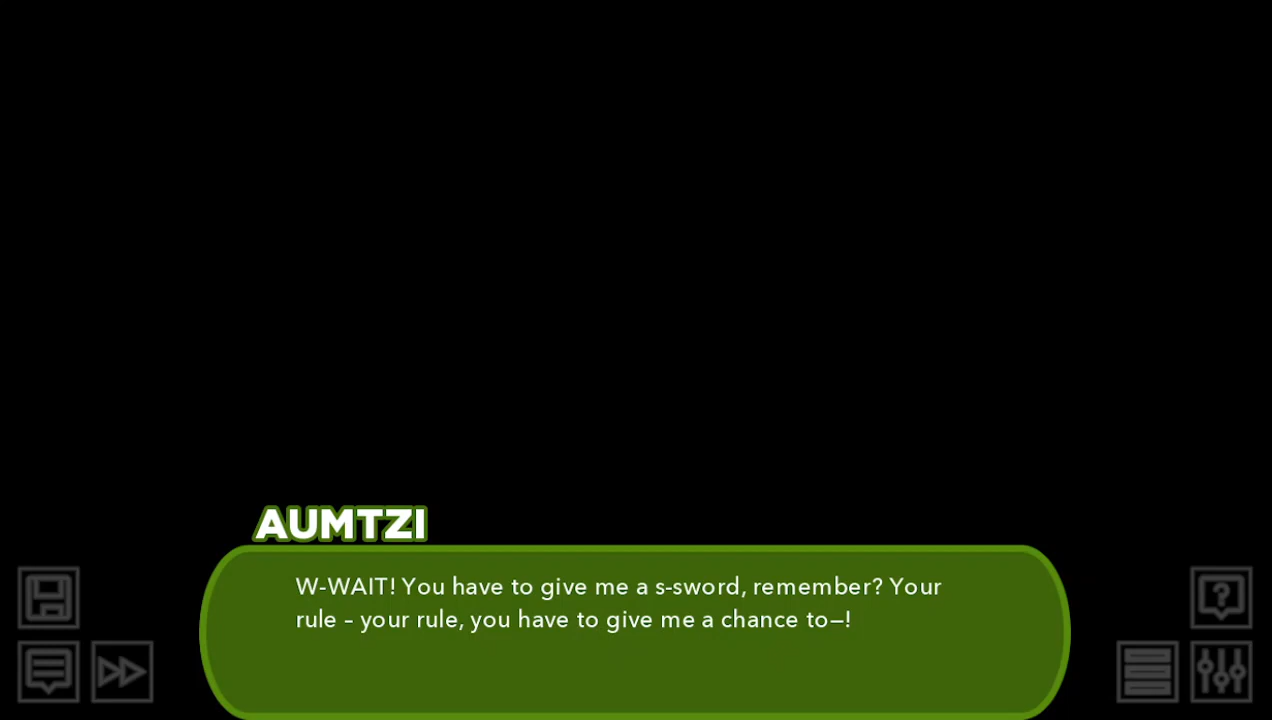 AUMTZI
W-WAIT! You have to give me a s-sword, remember? Your
rule – your rule, you have to give me a chance to—!